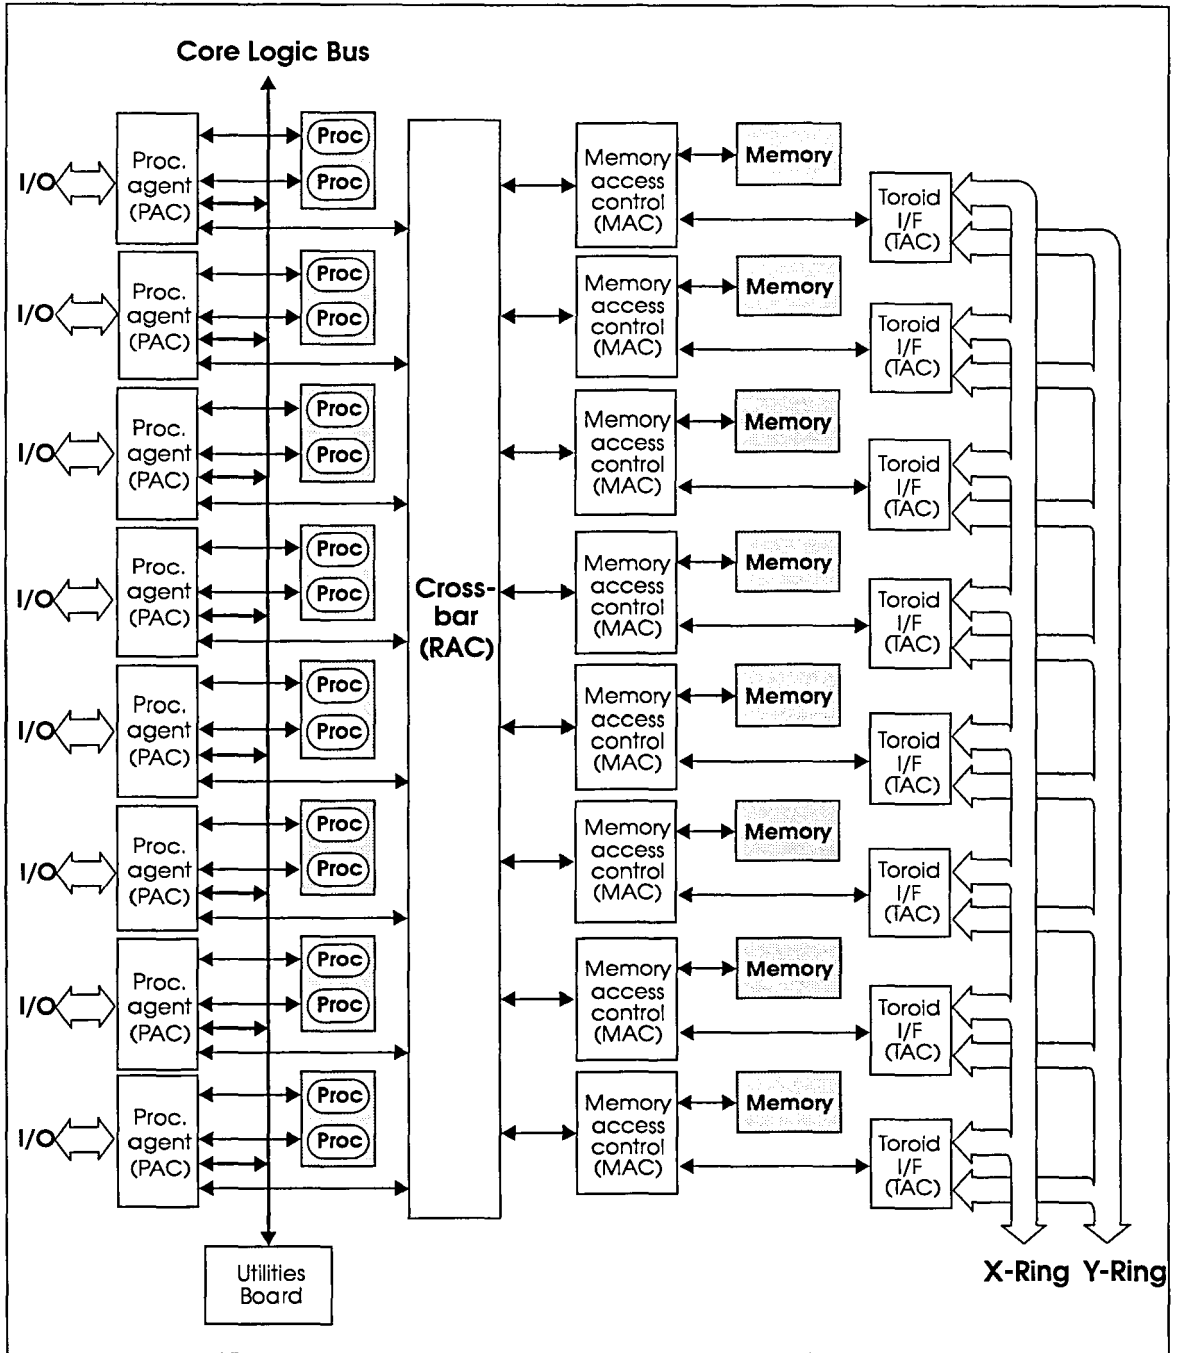 Core Logic Bus
I/O
Proc.
agent
(PAC)
Proc
Proc
Memory
access
control
(MAC)
Memory
Toroid
I/F
(TAC)
I/O
Proc.
agent
(PAC)
Proc
Proc
Memory
access
control
(MAC)
Memory
Toroid
I/F
(TAC)
I/O
Proc.
agent
(PAC)
Proc
Proc
Memory
access
control
(MAC)
Memory
Toroid
I/F
(TAC)
I/O
Proc.
agent
(PAC)
Proc
Proc
Cross-
bar
(RAC)
Memory
access
control
(MAC)
Memory
Toroid
I/F
(TAC)
I/O
Proc.
agent
(PAC)
Proc
Proc
Memory
access
control
(MAC)
Memory
Toroid
I/F
(TAC)
I/O
Proc.
agent
(PAC)
Proc
Proc
Memory
access
control
(MAC)
Memory
Toroid
I/F
(TAC)
I/O
Proc.
agent
(PAC)
Proc
Proc
Memory
access
control
(MAC)
Memory
Toroid
I/F
(TAC)
I/O
Proc.
agent
(PAC)
Proc
Proc
Memory
access
control
(MAC)
Memory
Toroid
I/F
(TAC)
X-Ring Y-Ring
Utilities
Board